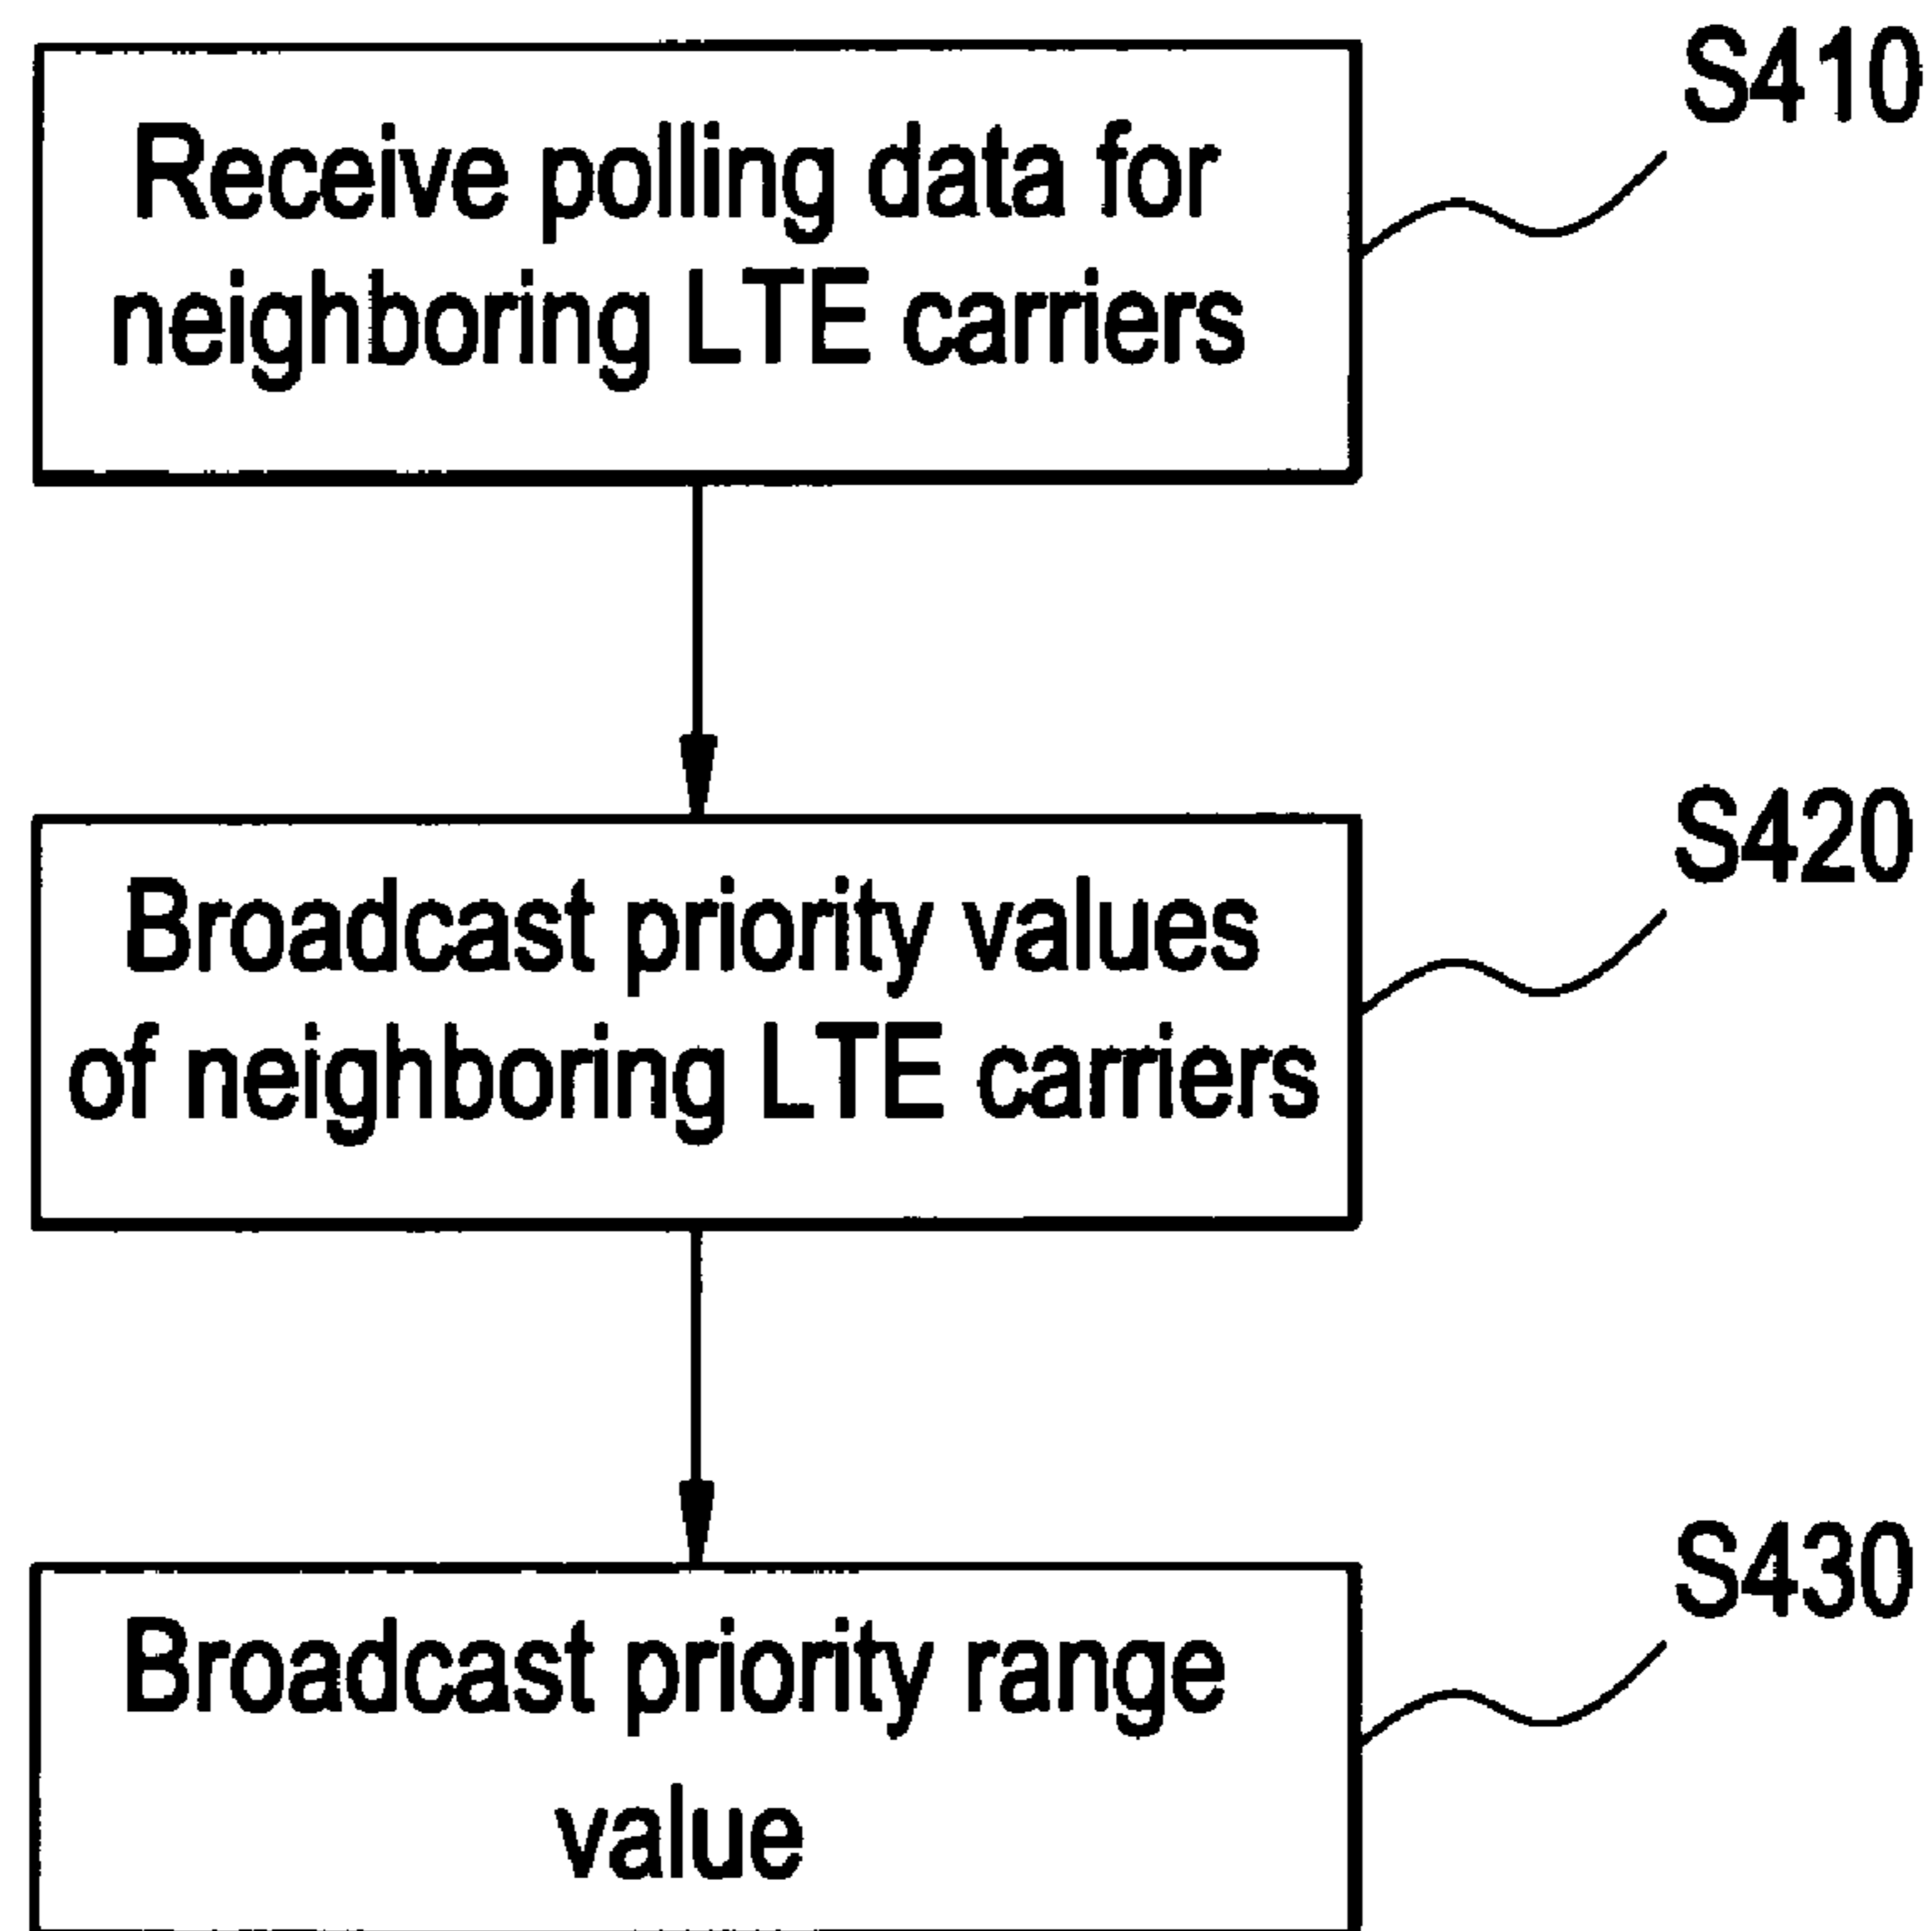 S410
Receive polling data for
neighboring LTE carriers
S420
Broadcast priority values
of neighboring LTE carriers
S430
Broadcast priority range
value